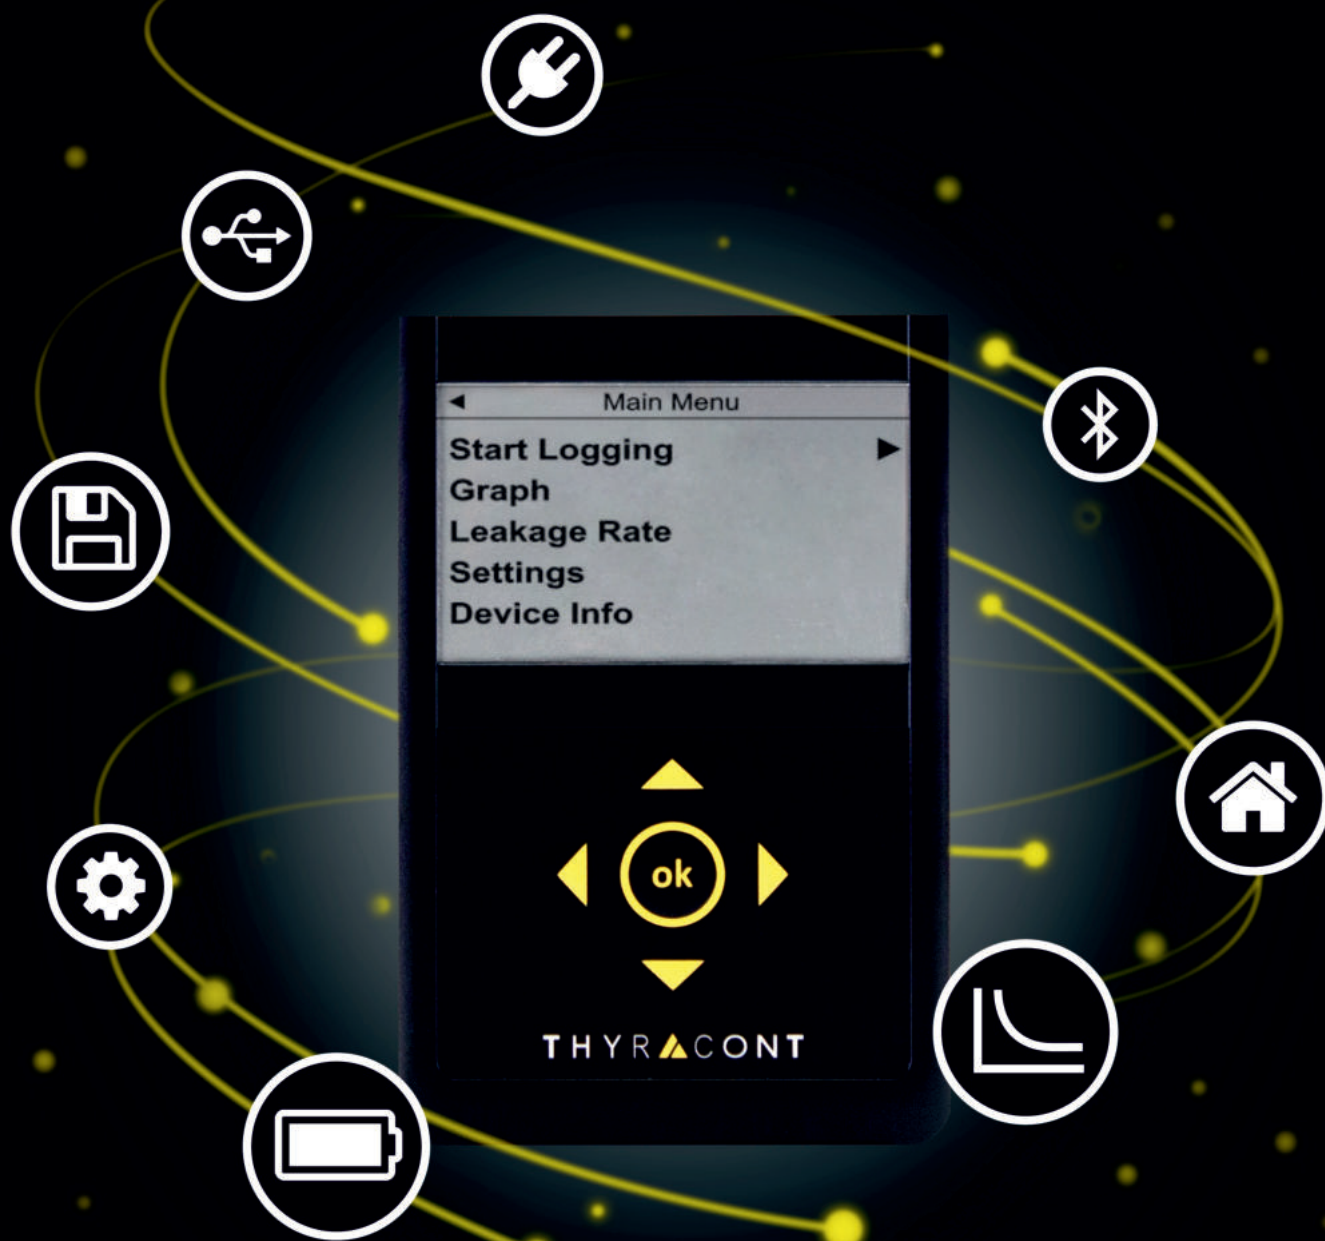 Main Menu
Start Logging
Graph
Leakage Rate
Settings
Device Info
ok
THYRACONT